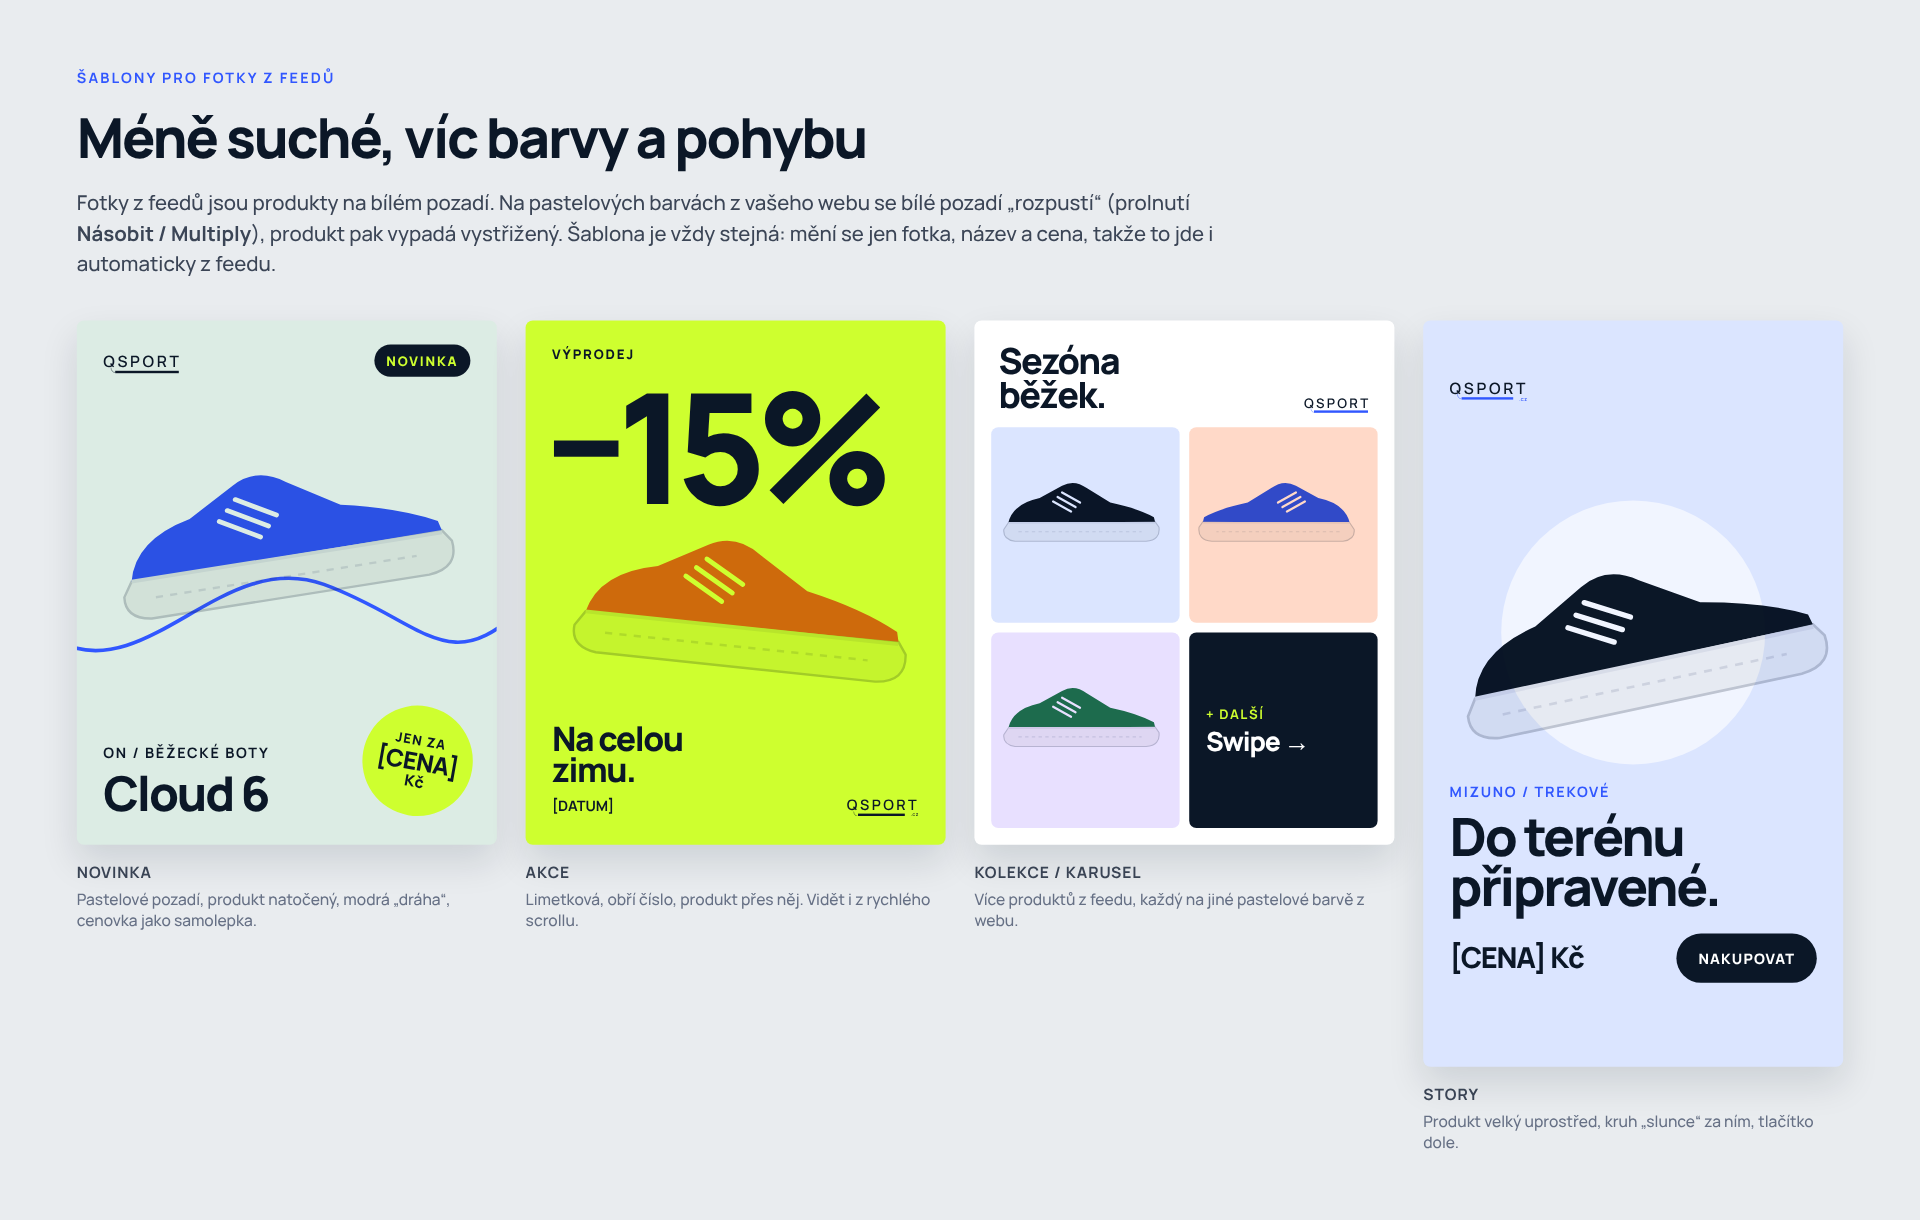 ŠABLONY PRO FOTKY Z FEEDŮ
Méně suché, víc barvy a pohybu
Fotky z feedů jsou produkty na bílém pozadí. Na pastelových barvách z vašeho webu se bílé pozadí „rozpustí“ (prolnutí
Násobit / Multiply), produkt pak vypadá vystřižený. Šablona je vždy stejná: mění se jen fotka, název a cena, takže to jde i
automaticky z feedu.
QSPORT
NOVINKA
ON / BĚŽECKÉ BOTY
Cloud 6
JEN ZA
[CENA]
Kč
NOVINKA
Pastelové pozadí, produkt natočený, modrá „dráha“,
cenovka jako samolepka.
VÝPRODEJ
–15%
Na celou
zimu.
[DATUM]
QSPORT
.cz
AKCE
Limetková, obří číslo, produkt přes něj. Vidět i z rychlého
scrollu.
Sezóna
běžek.
QSPORT
+ DALŠÍ
Swipe →
KOLEKCE / KARUSEL
Více produktů z feedu, každý na jiné pastelové barvě z
webu.
QSPORT
.cz
MIZUNO / TREKOVÉ
Do terénu
připravené.
[CENA] Kč
NAKUPOVAT
STORY
Produkt velký uprostřed, kruh „slunce“ za ním, tlačítko
dole.